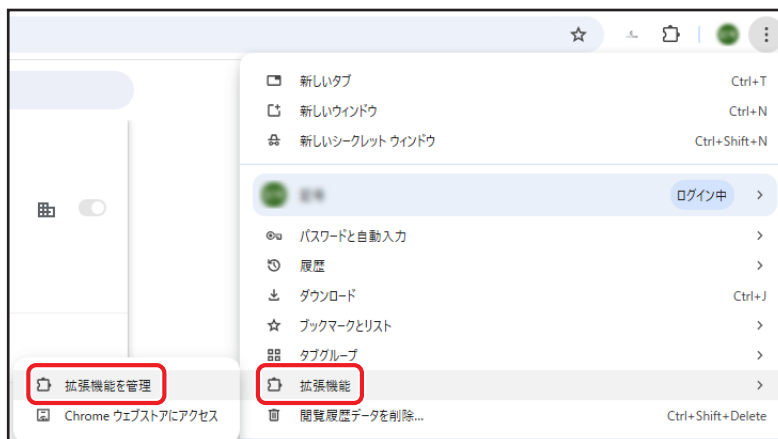 新しいタブ Ctrl+T
新しいウィンドウ Ctrl+N
新しいシークレット ウィンドウ Ctrl+Shift+N
ログイン中
パスワードと自動入力
履歴
ダウンロード Ctrl+J
ブックマークとリスト
タブグループ
拡張機能を管理
拡張機能
Chrome ウェブストアにアクセス
閲覧履歴データを削除... Ctrl+Shift+Delete